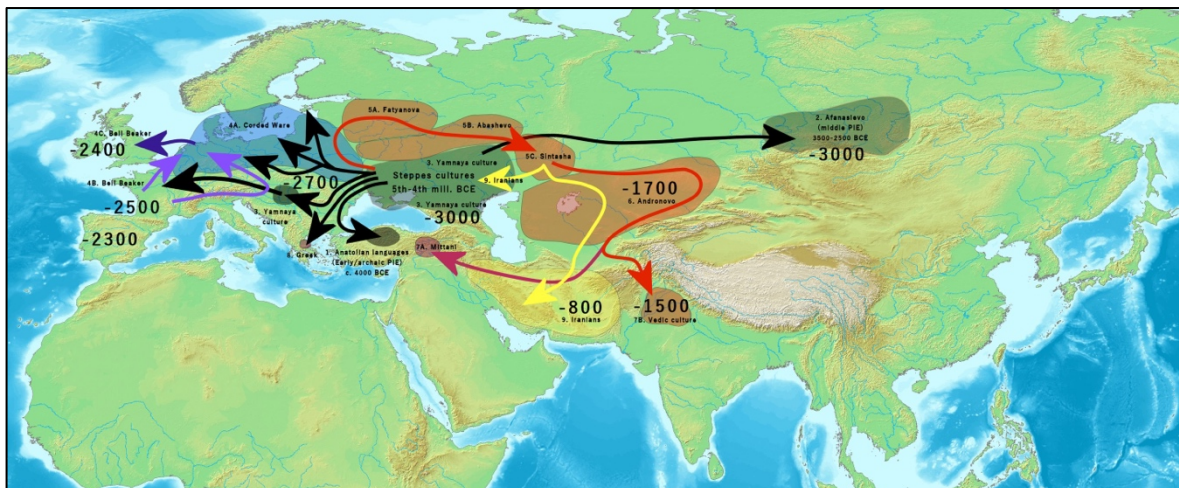 5A. Fatyanova
4C. Bell Beaker
4A. Corded Ware
5B. Abashevo
2. Afanasievo
(middle PIE)
3500-2500 BCE
-2400
-3000
3. Yamnaya culture
5C. Sintasha
Steppes cultures
9. Iranians
4B. Bell Beaker
-2700
5th-4th mill. BCE
-1700
6. Andronovo
-2500
3. Yamnaya culture
-3000
3. Yamnaya
culture
-2300
8. Greek
1. Anatolian languages
(Early/archaic PIE)
c. 4000 BCE
7A. Mittani
-800
9. Iranians
-1500
7B. Vedic culture